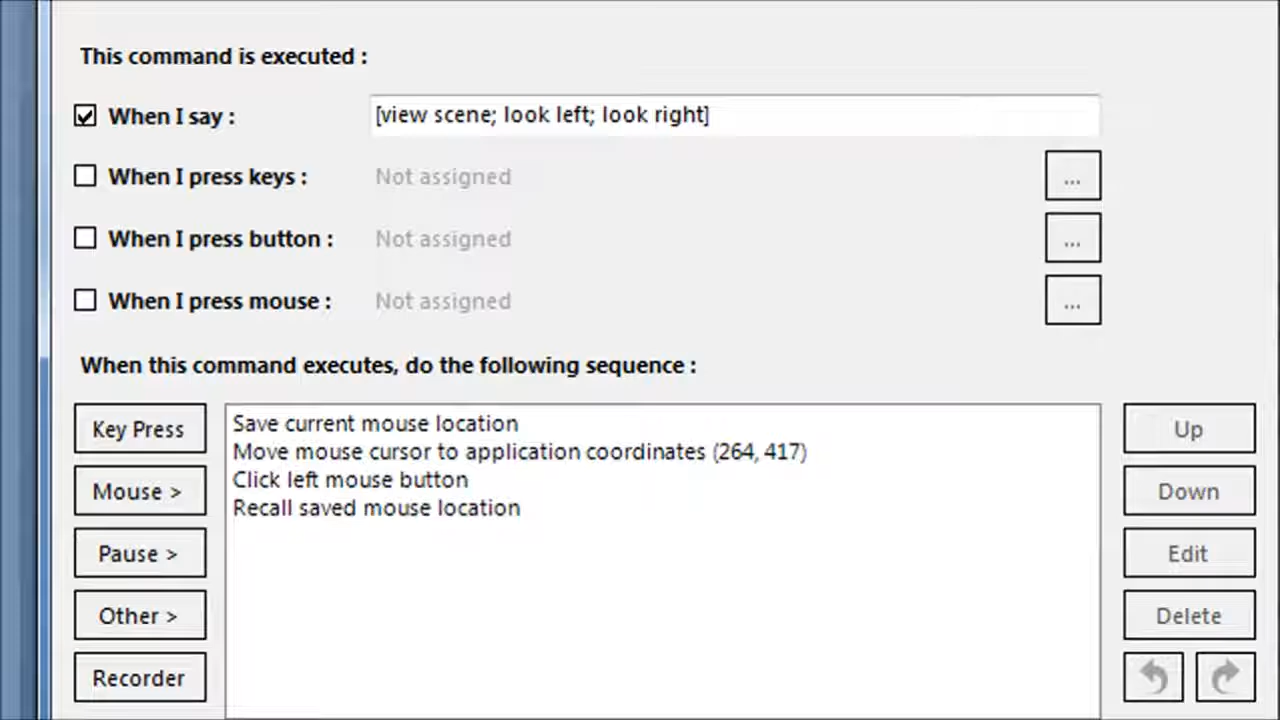 This command is executed :
When I say :
[view scene; look left; look right]
When I press keys :
Not assigned
...
When I press button :
Not assigned
...
When I press mouse :
Not assigned
...
When this command executes, do the following sequence :
Key Press
Mouse >
Pause >
Other >
Recorder
Save current mouse location
Move mouse cursor to application coordinates (264, 417)
Click left mouse button
Recall saved mouse location
Up
Down
Edit
Delete